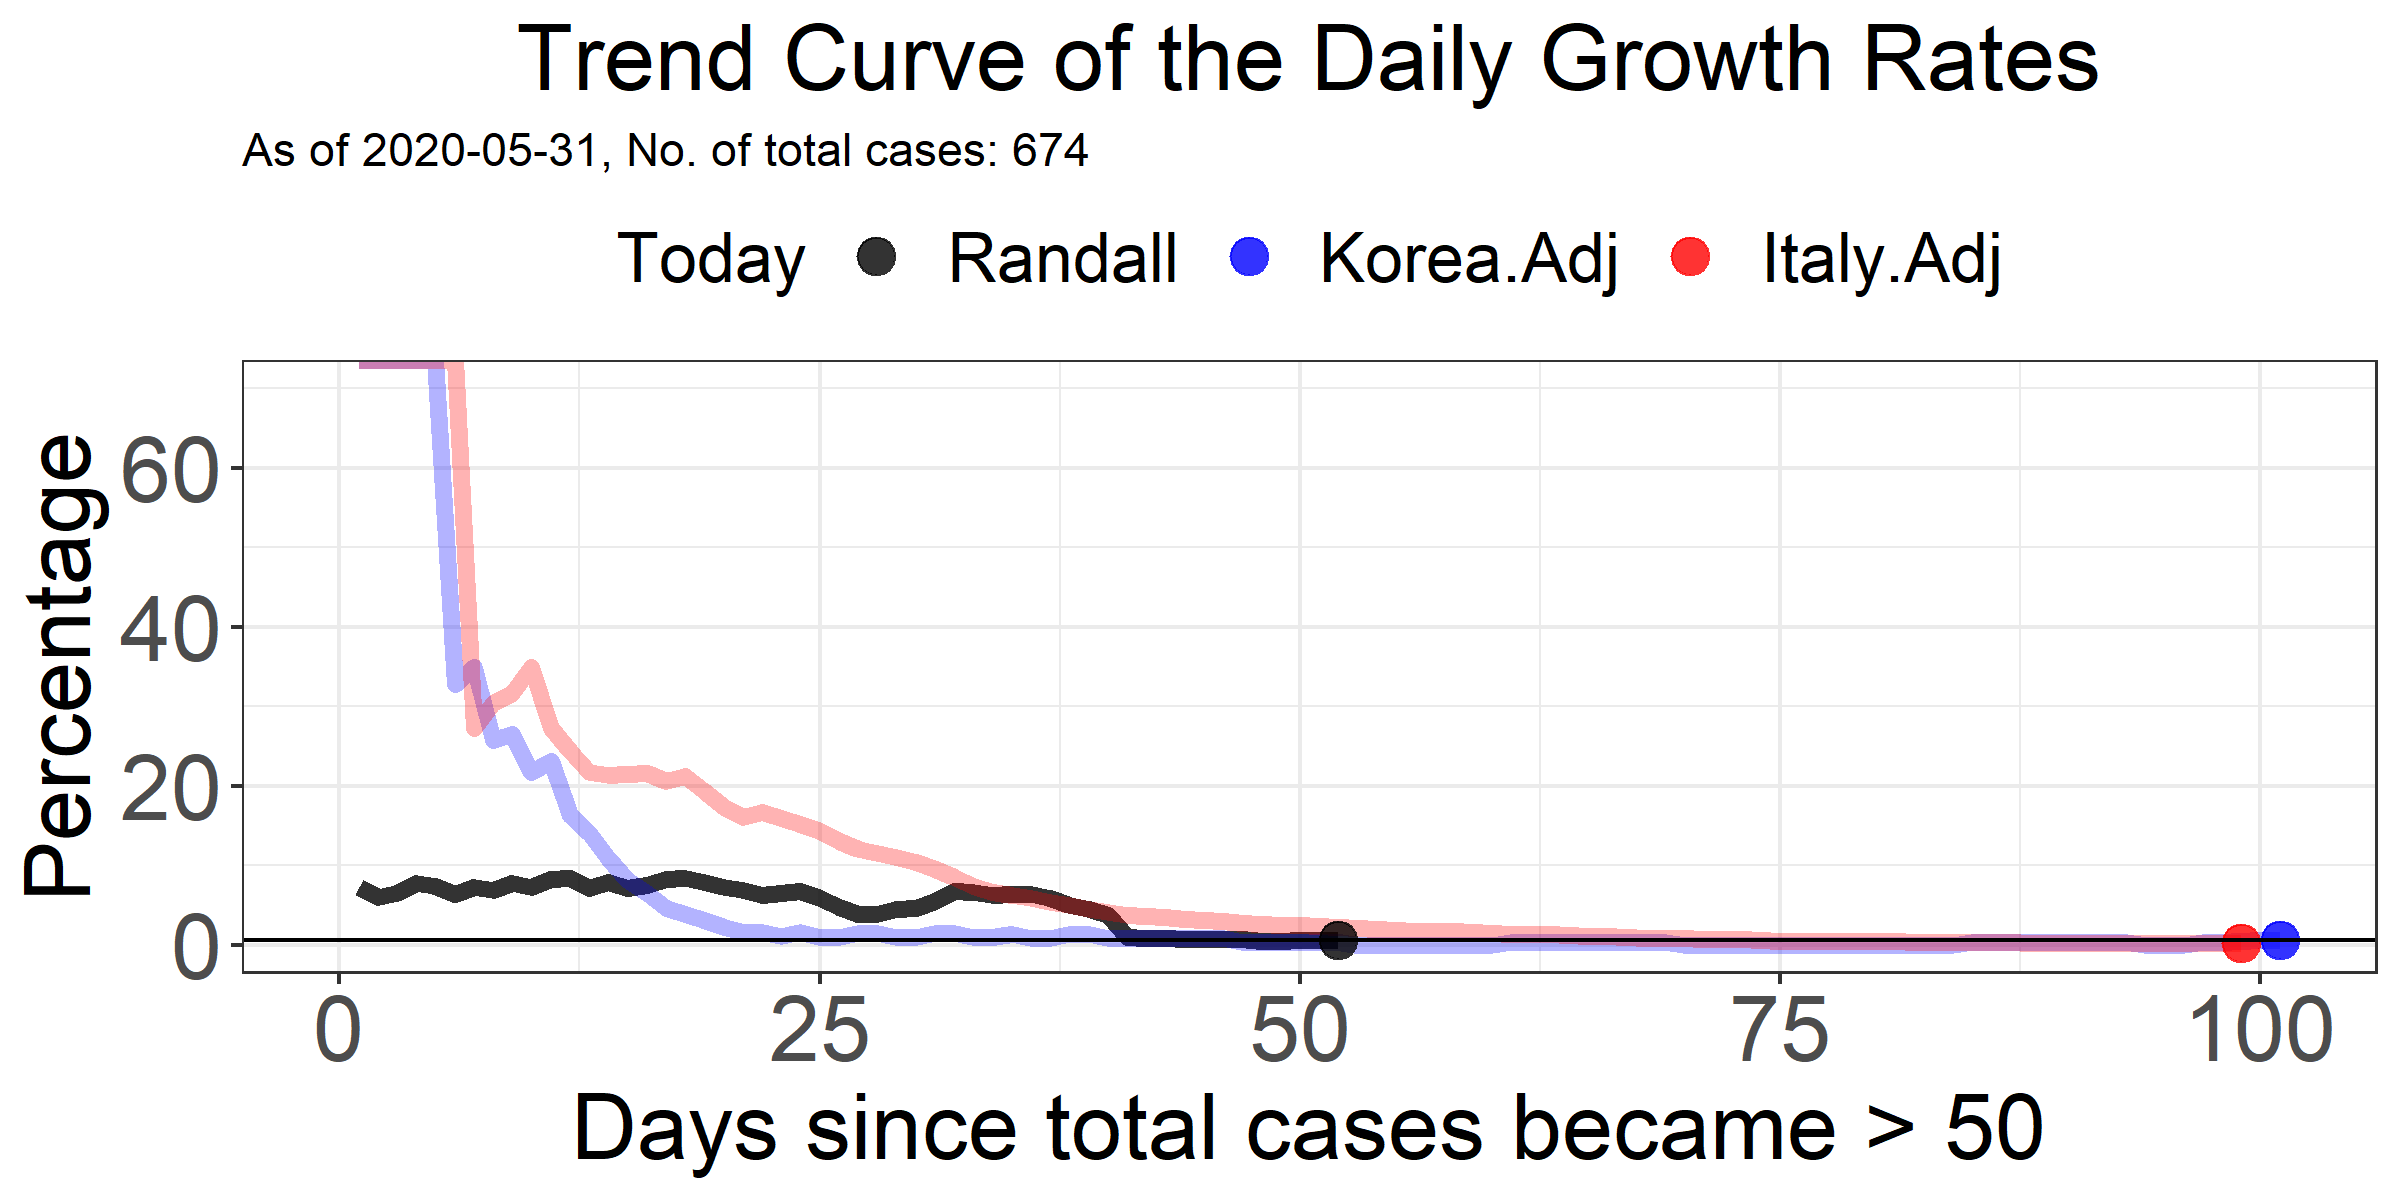 Trend Curve of the Daily Growth Rates
As of 2020-05-31, No. of total cases: 674
Today Randall Korea.Adj Italy.Adj
Percentage
60
40
20
0
0 25 50 75 100
Days since total cases became > 50